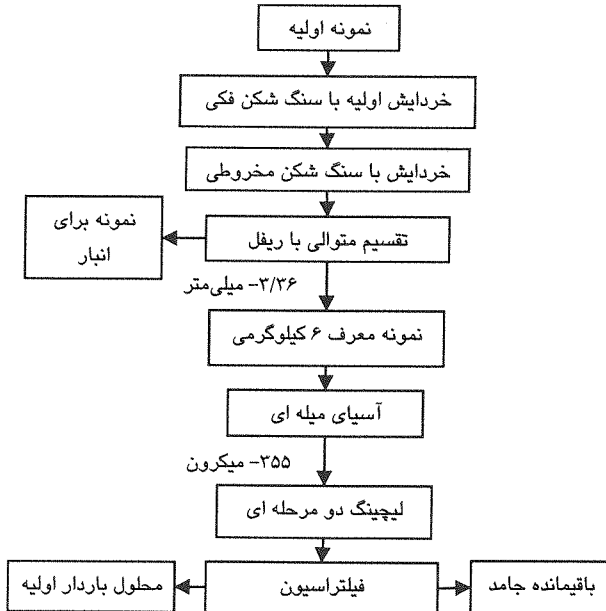 نمونه اولیه
خردایش اولیه با سنگ شکن فکی
خردایش با سنگ شکن مخروطی
تقسیم متوالی با ریفل
نمونه برای
انبار
-۳/۳۶ میلی‌متر
نمونه معرف ۶ کیلوگرمی
آسیای میله ای
-۳۵۵ میکرون
لیچینگ دو مرحله ای
باقیمانده جامد
فیلتراسیون
محلول باردار اولیه